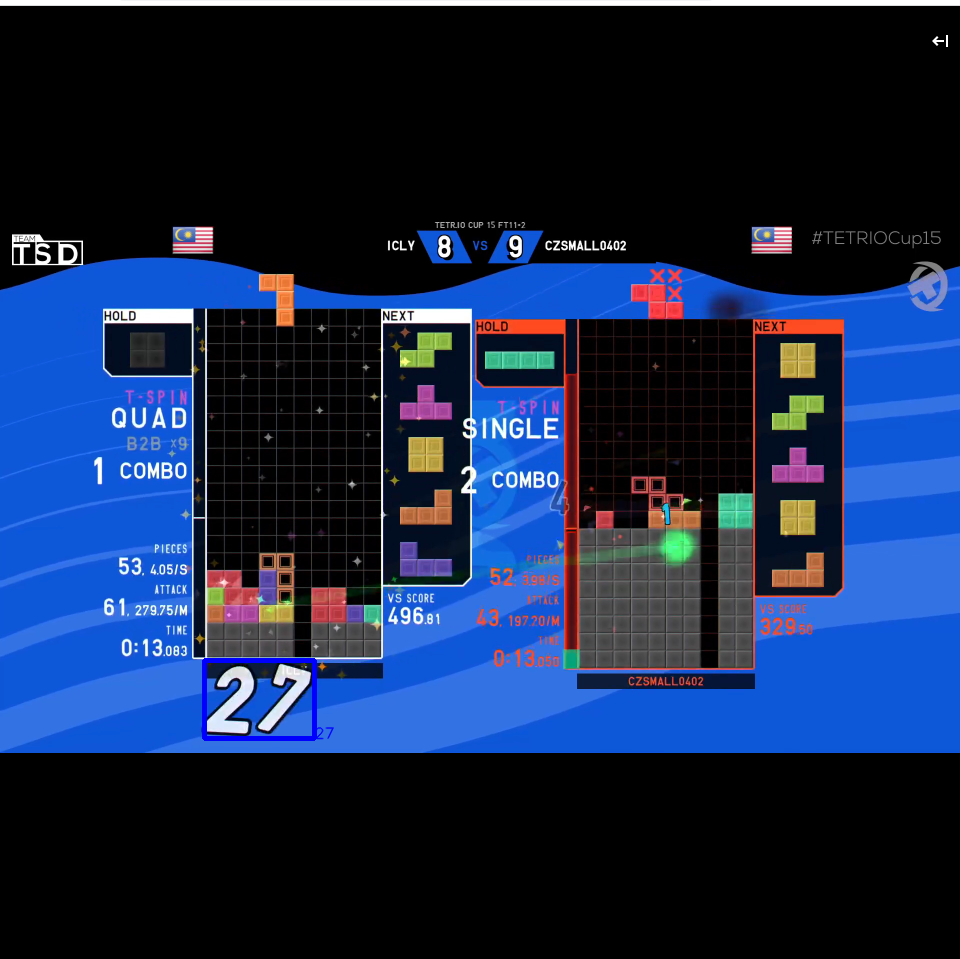 TETR.IO CUP 15 FT11-2
TEAM
TSD
ICLY 8 VS 9 CZSMALL0402
#TETRIOCup15
HOLD
NEXT
T-SPIN
QUAD
B2B x9
1 COMBO
PIECES
53, 4.05/S
ATTACK
61, 279.75/M
TIME
0:13.083
VS SCORE
496.81
27
27
HOLD
NEXT
T-SPIN
SINGLE
2 COMBO
4
1
PIECES
52, 3.98/S
ATTACK
43, 197.20/M
TIME
0:13.050
VS SCORE
329.50
CZSMALL0402